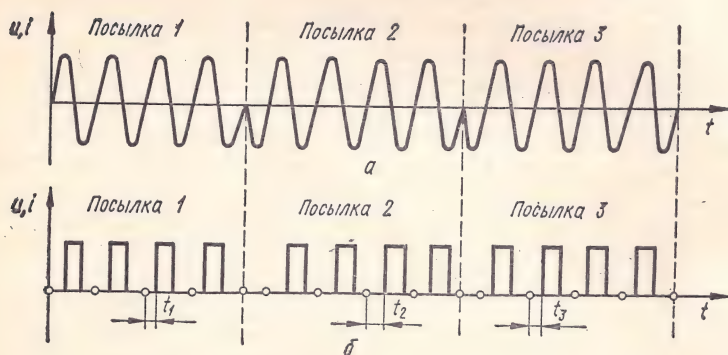 u,i Посылка 1 Посылка 2 Посылка 3
t
а
u,i Посылка 1 Посылка 2 Посылка 3
t₁ t₂ t₃ t
б